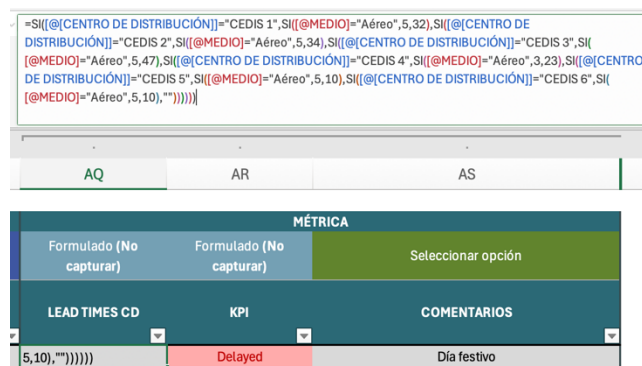 =SI([@[CENTRO DE DISTRIBUCIÓN]]="CEDIS 1",SI([@MEDIO]="Aéreo",5,32),SI([@[CENTRO DE
DISTRIBUCIÓN]]="CEDIS 2",SI([@MEDIO]="Aéreo",5,34),SI([@[CENTRO DE DISTRIBUCIÓN]]="CEDIS 3",SI(
[@MEDIO]="Aéreo",5,47),SI([@[CENTRO DE DISTRIBUCIÓN]]="CEDIS 4",SI([@MEDIO]="Aéreo",3,23),SI([@[CENTRO
DE DISTRIBUCIÓN]]="CEDIS 5",SI([@MEDIO]="Aéreo",5,10),SI([@[CENTRO DE DISTRIBUCIÓN]]="CEDIS 6",SI(
[@MEDIO]="Aéreo",5,10),""))))))
AQ AR AS
MÉTRICA
Formulado (No capturar) Formulado (No capturar) Seleccionar opción
LEAD TIMES CD KPI COMENTARIOS
5,10),"")))))) Delayed Día festivo